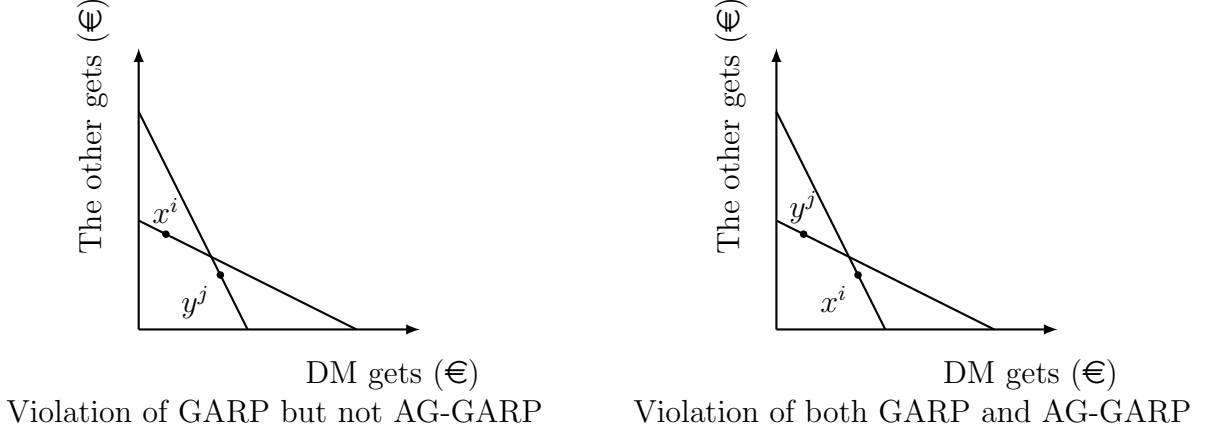 The other gets (€)
x^i
y^j
DM gets (€)
Violation of GARP but not AG-GARP
The other gets (€)
y^j
x^i
DM gets (€)
Violation of both GARP and AG-GARP